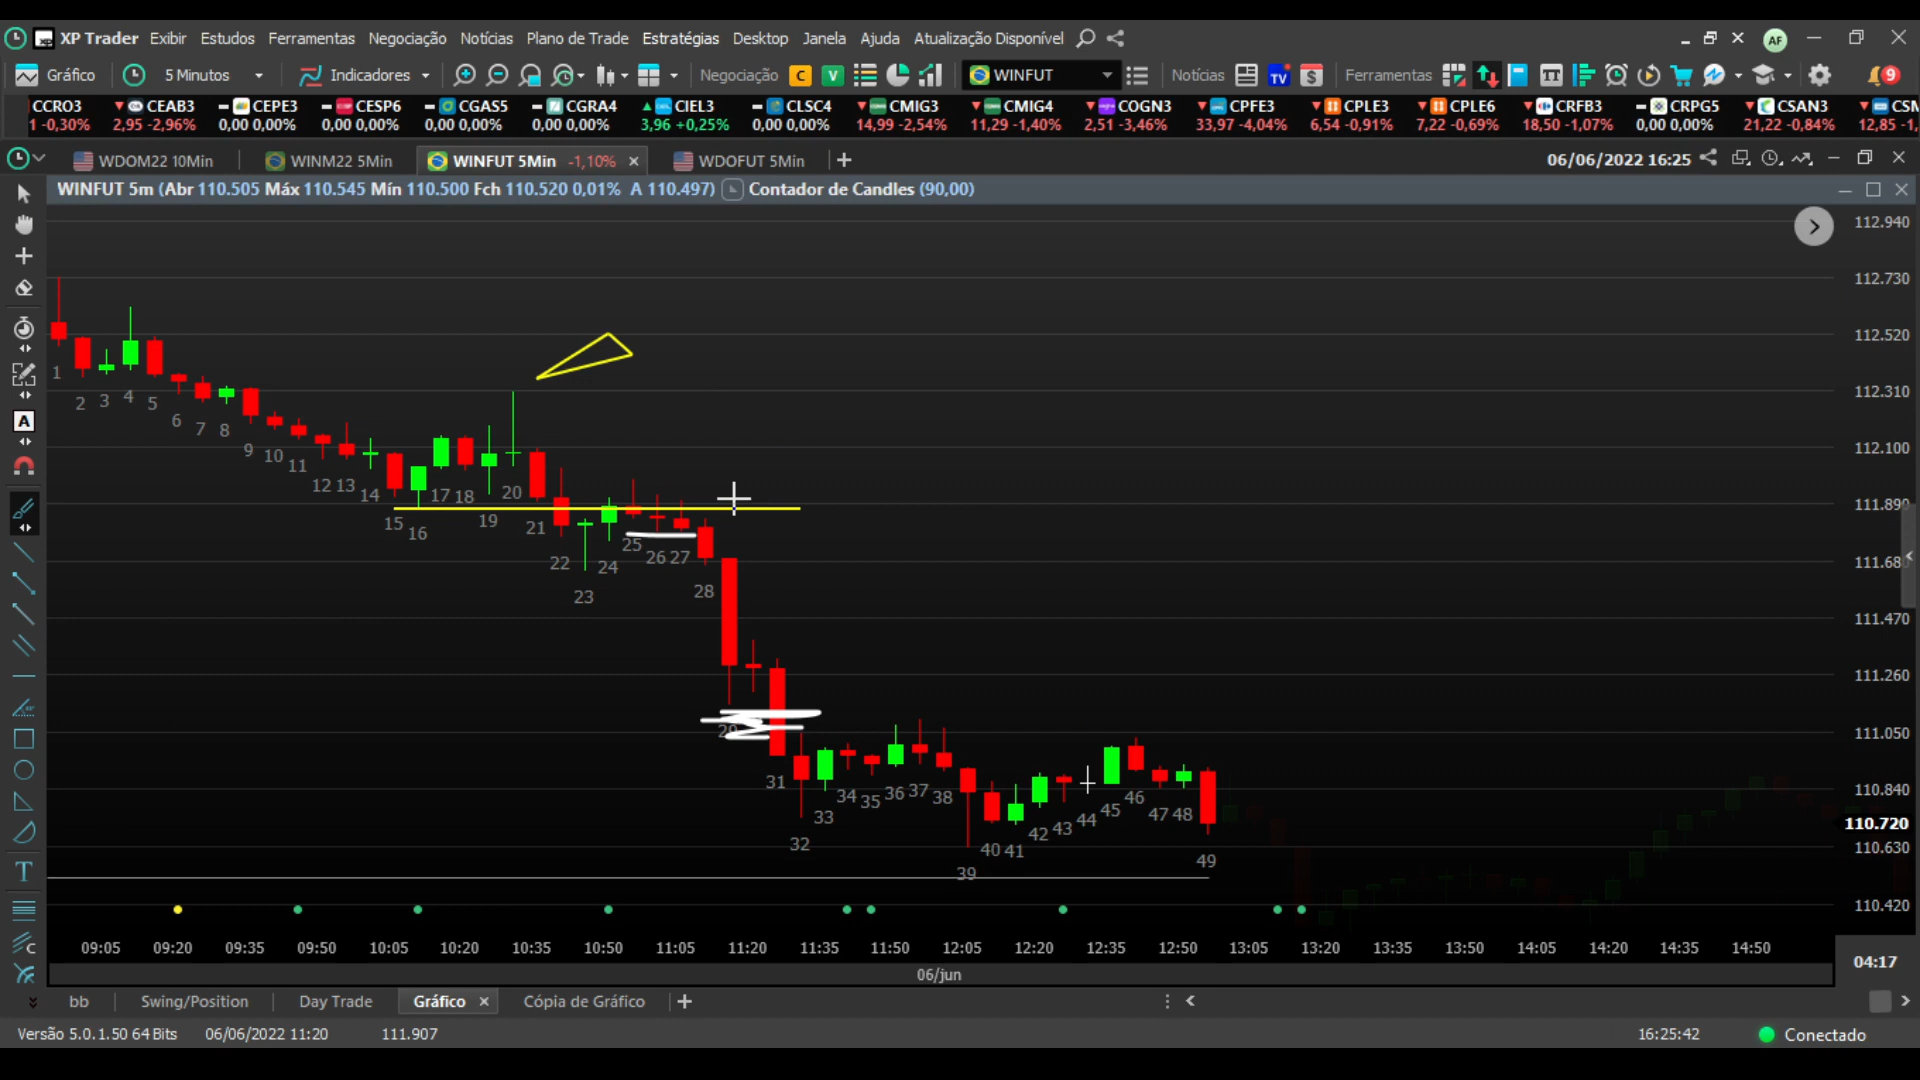 XP Trader Exibir Estudos Ferramentas Negociação Notícias Plano de Trade Estratégias Desktop Janela Ajuda Atualização Disponível AF
Gráfico 5 Minutos Indicadores Negociação C V WINFUT Notícias TV $ Ferramentas TT 9
CCRO3 CEAB3 CEPE3 CESP6 CGAS5 CGRA4 CIEL3 CLSC4 CMIG3 CMIG4 COGN3 CPFE3 CPLE3 CPLE6 CRFB3 CRPG5 CSAN3
1 -0,30% 2,95 -2,96% 0,00 0,00% 0,00 0,00% 0,00 0,00% 0,00 0,00% 3,96 +0,25% 0,00 0,00% 14,99 -2,54% 11,29 -1,40% 2,51 -3,46% 33,97 -4,04% 6,54 -0,91% 7,22 -0,69% 18,50 -1,07% 0,00 0,00% 21,22 -0,84% 12,85 -1,
WDOM22 10Min WINM22 5Min WINFUT 5Min -1,10% WDOFUT 5Min 06/06/2022 16:25
WINFUT 5m (Abr 110.505 Máx 110.545 Mín 110.500 Fch 110.520 0,01% A 110.497) Contador de Candles (90,00)
112.940
112.730
112.520
112.310
112.100
111.890
111.680
111.470
111.260
111.050
110.840
110.720
110.630
110.420
1 2 3 4 5 6 7 8 9 10 11 12 13 14 15 16 17 18 19 20 21 22 23 24 25 26 27 28 29 31 32 33 34 35 36 37 38 39 40 41 42 43 44 45 46 47 48 49
A
T
C
09:05 09:20 09:35 09:50 10:05 10:20 10:35 10:50 11:05 11:20 11:35 11:50 12:05 12:20 12:35 12:50 13:05 13:20 13:35 13:50 14:05 14:20 14:35 14:50
04:17
06/jun
bb Swing/Position Day Trade Gráfico Cópia de Gráfico
Versão 5.0.1.50 64 Bits 06/06/2022 11:20 111.907 16:25:42 Conectado